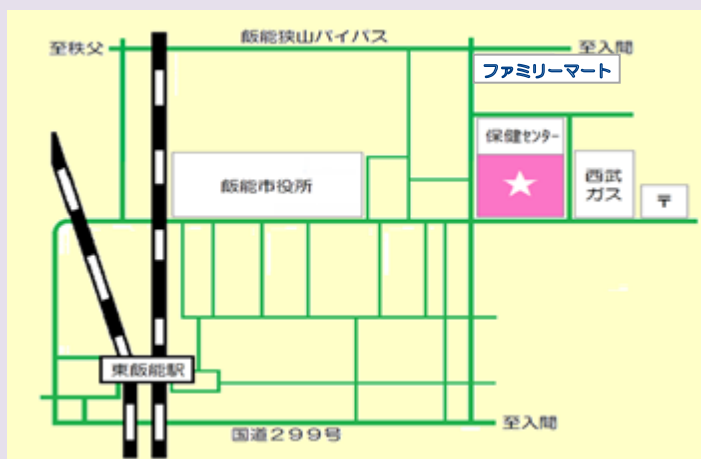 飯能狭山バイパス
至秩父
至入間
ファミリーマート
保健センター
飯能市役所
西武
ガス
〒
東飯能駅
至入間
国道299号